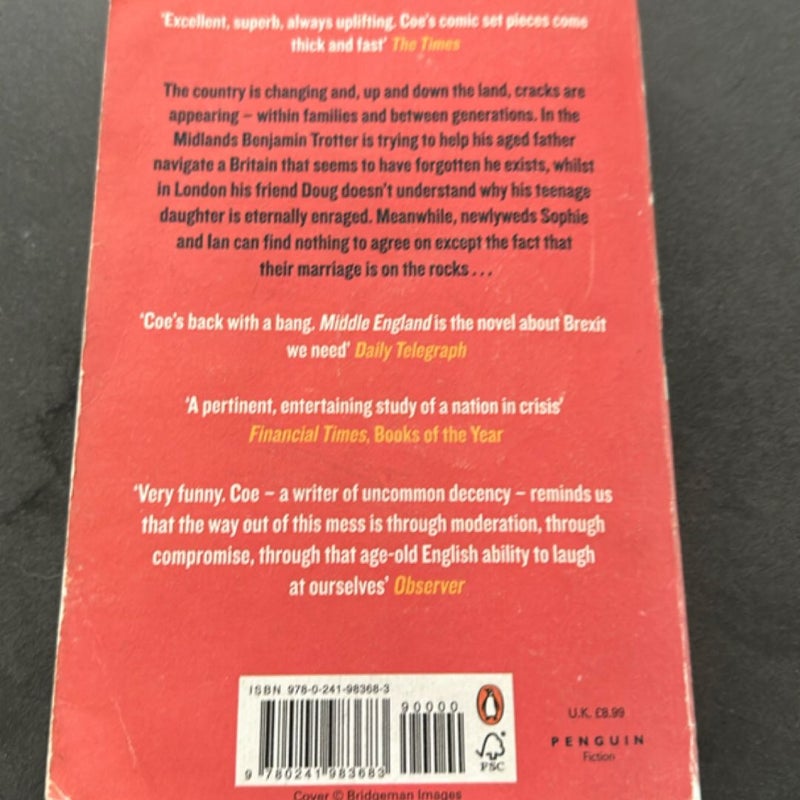 'Excellent, superb, always uplifting. Coe's comic set pieces come
thick and fast' The Times
The country is changing and, up and down the land, cracks are
appearing – within families and between generations. In the
Midlands Benjamin Trotter is trying to help his aged father
navigate a Britain that seems to have forgotten he exists, whilst
in London his friend Doug doesn't understand why his teenage
daughter is eternally enraged. Meanwhile, newlyweds Sophie
and Ian can find nothing to agree on except the fact that
their marriage is on the rocks...
'Coe's back with a bang. Middle England is the novel about Brexit
we need' Daily Telegraph
'A pertinent, entertaining study of a nation in crisis'
Financial Times, Books of the Year
'Very funny. Coe – a writer of uncommon decency – reminds us
that the way out of this mess is through moderation, through
compromise, through that age-old English ability to laugh
at ourselves' Observer
ISBN 978-0-241-98368-3
90000
9 780241 983683
FSC
U.K. £8.99
PENGUIN
Fiction
Cover © Bridgeman Images